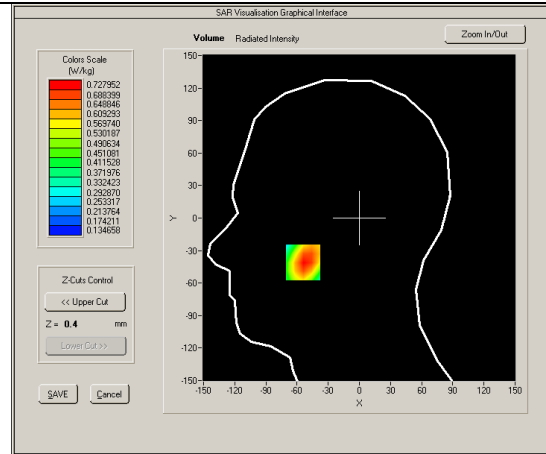 SAR Visualisation Graphical Interface
Volume Radiated Intensity
Zoom In/Out
Colors Scale
(W/kg)
0.727952
0.688399
0.648846
0.609293
0.569740
0.530187
0.490634
0.451081
0.411528
0.371976
0.332423
0.292870
0.253317
0.213764
0.174211
0.134658
Z-Cuts Control
<< Upper Cut
Z = 0.4 mm
Lower Cut >>
SAVE
Cancel
150
120
90
60
30
Y 0
-30
-60
-90
-120
-150
-150 -120 -90 -60 -30 0 30 60 90 120 150
X